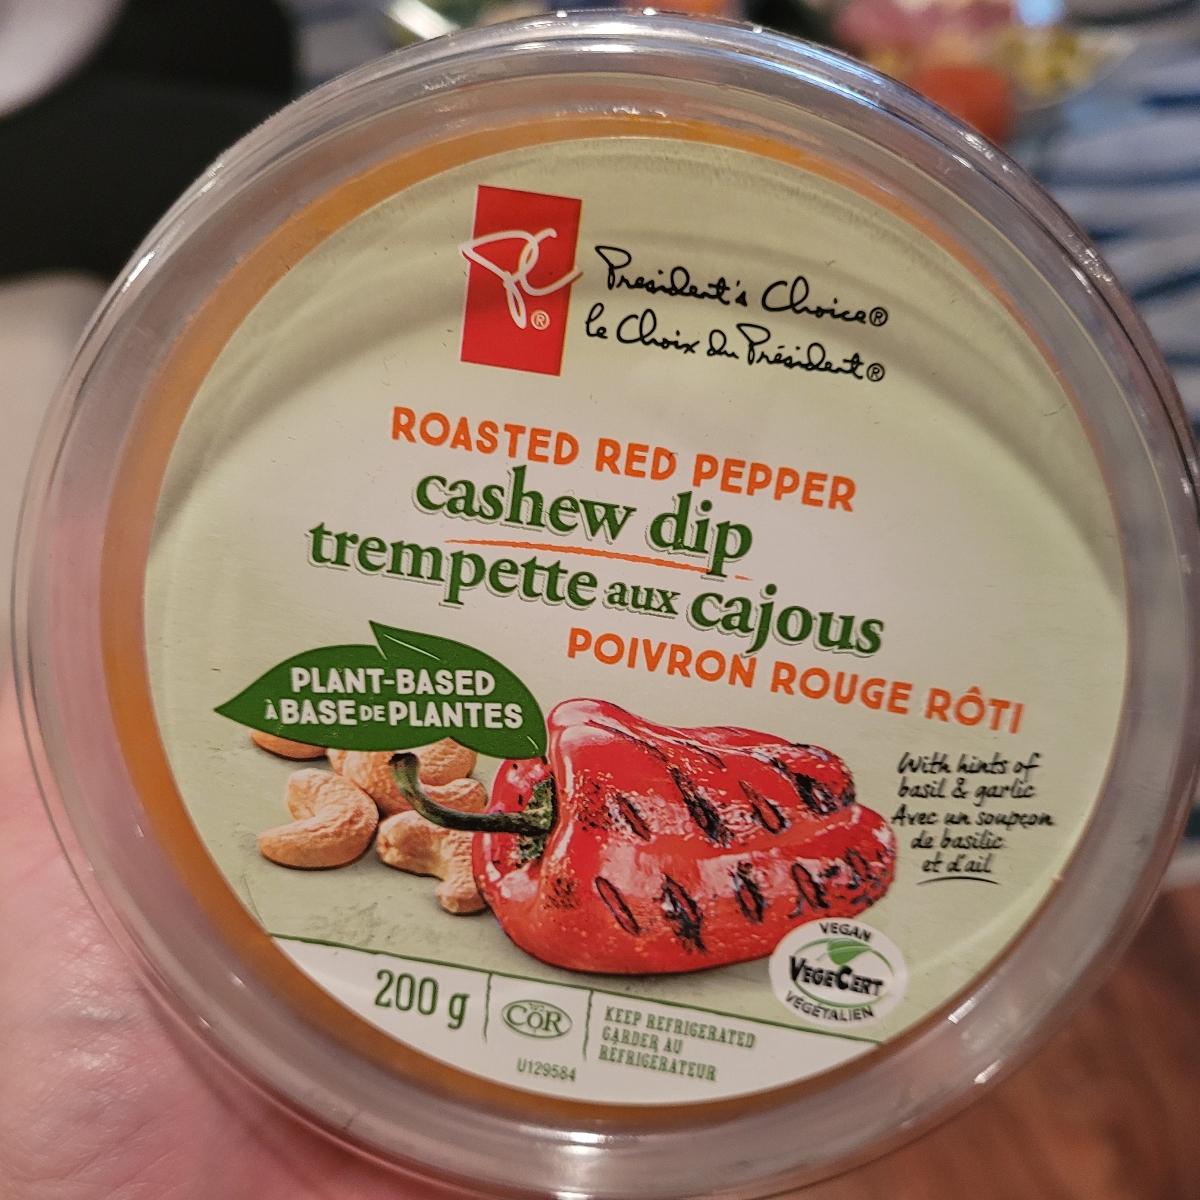 PC®
President's Choice®
le Choix du Président®
ROASTED RED PEPPER
cashew dip
trempette aux cajous
POIVRON ROUGE RÔTI
PLANT-BASED
À BASE DE PLANTES
With hints of
basil & garlic
Avec un soupçon
de basilic
et d'ail
VEGAN
VEGECERT
VÉGÉTALIEN
200 g
COR
U129584
KEEP REFRIGERATED
GARDER AU
RÉFRIGÉRATEUR